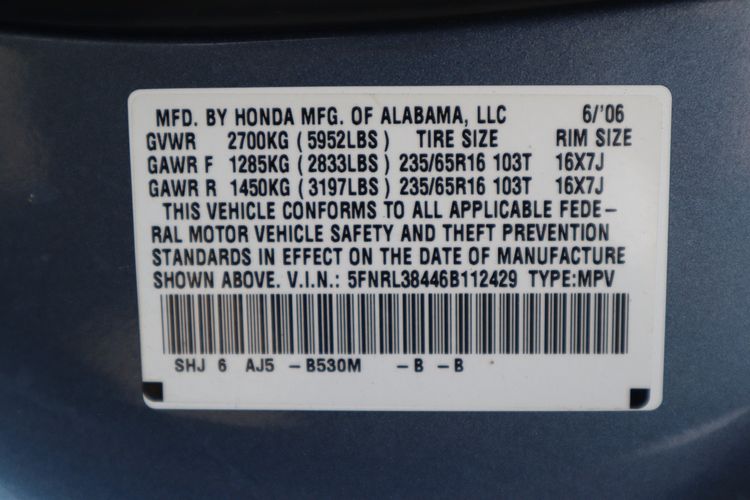 MFD. BY HONDA MFG. OF ALABAMA, LLC 6/'06
GVWR 2700KG (5952LBS) TIRE SIZE RIM SIZE
GAWR F 1285KG (2833LBS) 235/65R16 103T 16X7J
GAWR R 1450KG (3197LBS) 235/65R16 103T 16X7J
THIS VEHICLE CONFORMS TO ALL APPLICABLE FEDE-
RAL MOTOR VEHICLE SAFETY AND THEFT PREVENTION
STANDARDS IN EFFECT ON THE DATE OF MANUFACTURE
SHOWN ABOVE. V.I.N.: 5FNRL38446B112429 TYPE:MPV
SHJ 6 AJ5 -B530M -B -B